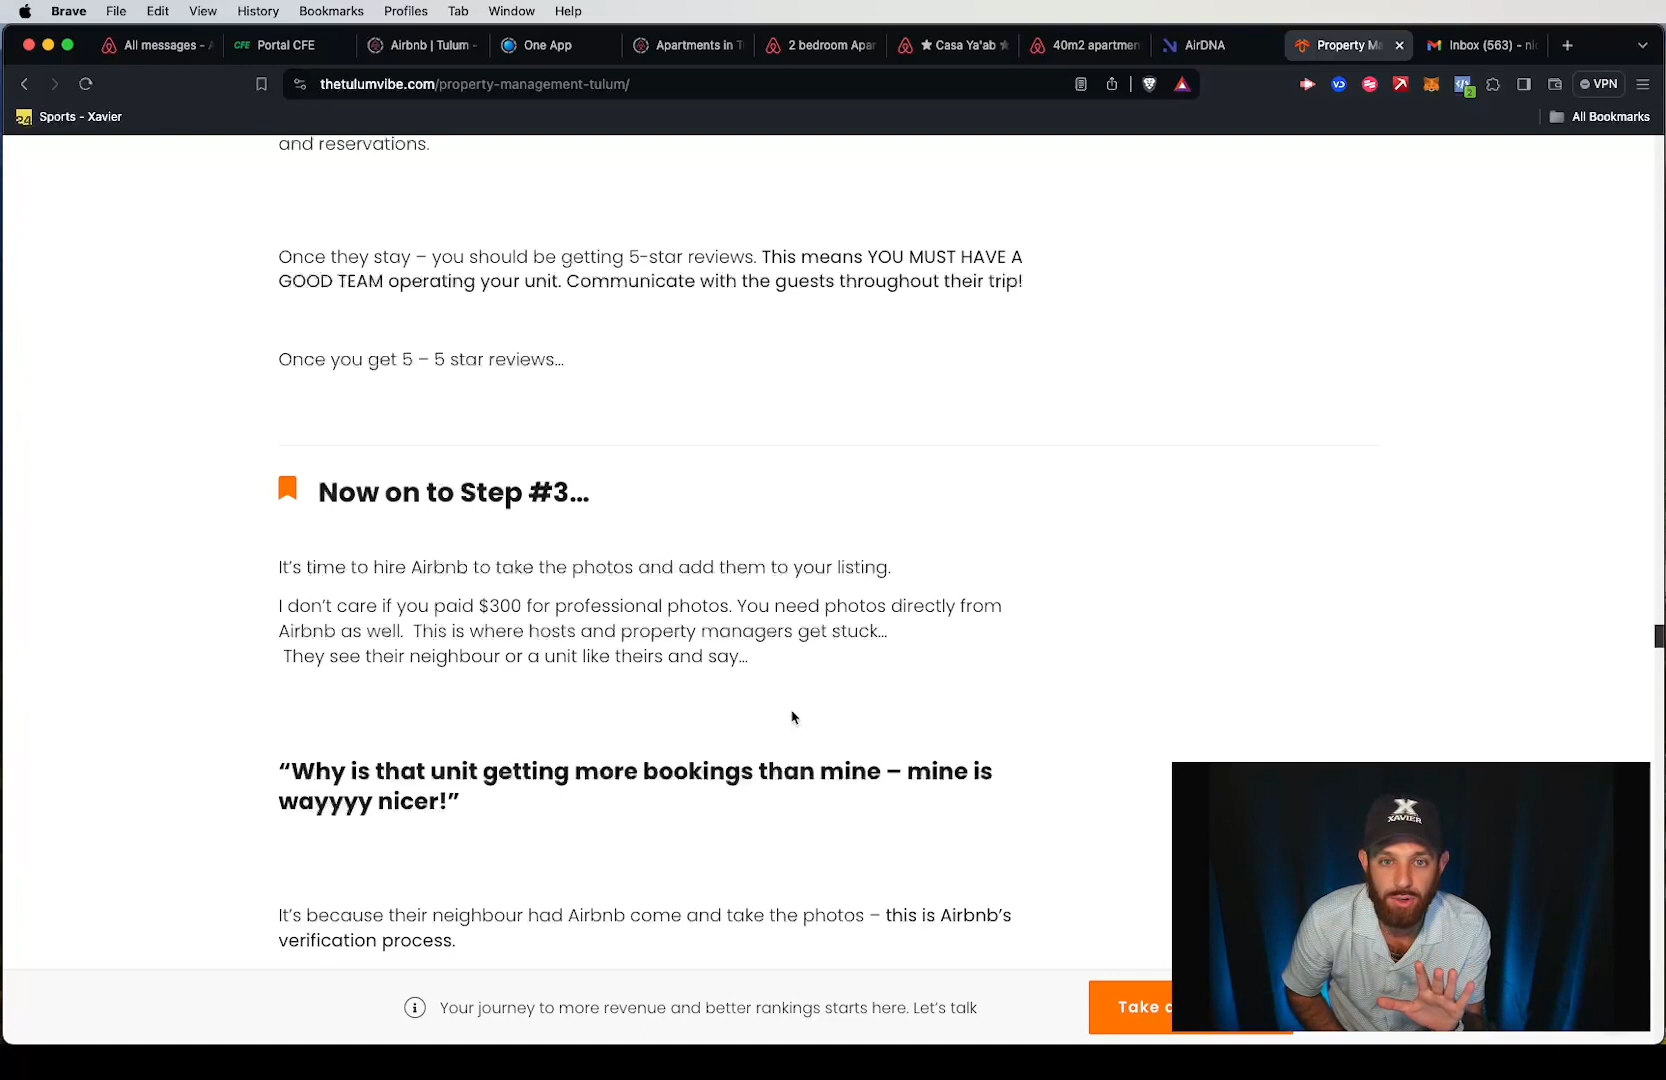 Brave File Edit View History Bookmarks Profiles Tab Window Help
All messages - A
CFE Portal CFE
Airbnb | Tulum -
One App
Apartments in T
2 bedroom Apar
★ Casa Ya'ab ★
40m2 apartmen
AirDNA
Property Ma
Inbox (563) - nic
thetulumvibe.com/property-management-tulum/
VPN
Sports - Xavier
All Bookmarks
and reservations.
Once they stay – you should be getting 5-star reviews. This means YOU MUST HAVE A
GOOD TEAM operating your unit. Communicate with the guests throughout their trip!
Once you get 5 – 5 star reviews…
Now on to Step #3…
It's time to hire Airbnb to take the photos and add them to your listing.
I don't care if you paid $300 for professional photos. You need photos directly from
Airbnb as well. This is where hosts and property managers get stuck…
They see their neighbour or a unit like theirs and say…
“Why is that unit getting more bookings than mine – mine is
wayyyy nicer!”
It's because their neighbour had Airbnb come and take the photos – this is Airbnb's
verification process.
Your journey to more revenue and better rankings starts here. Let's talk
Take
X
XAVIER